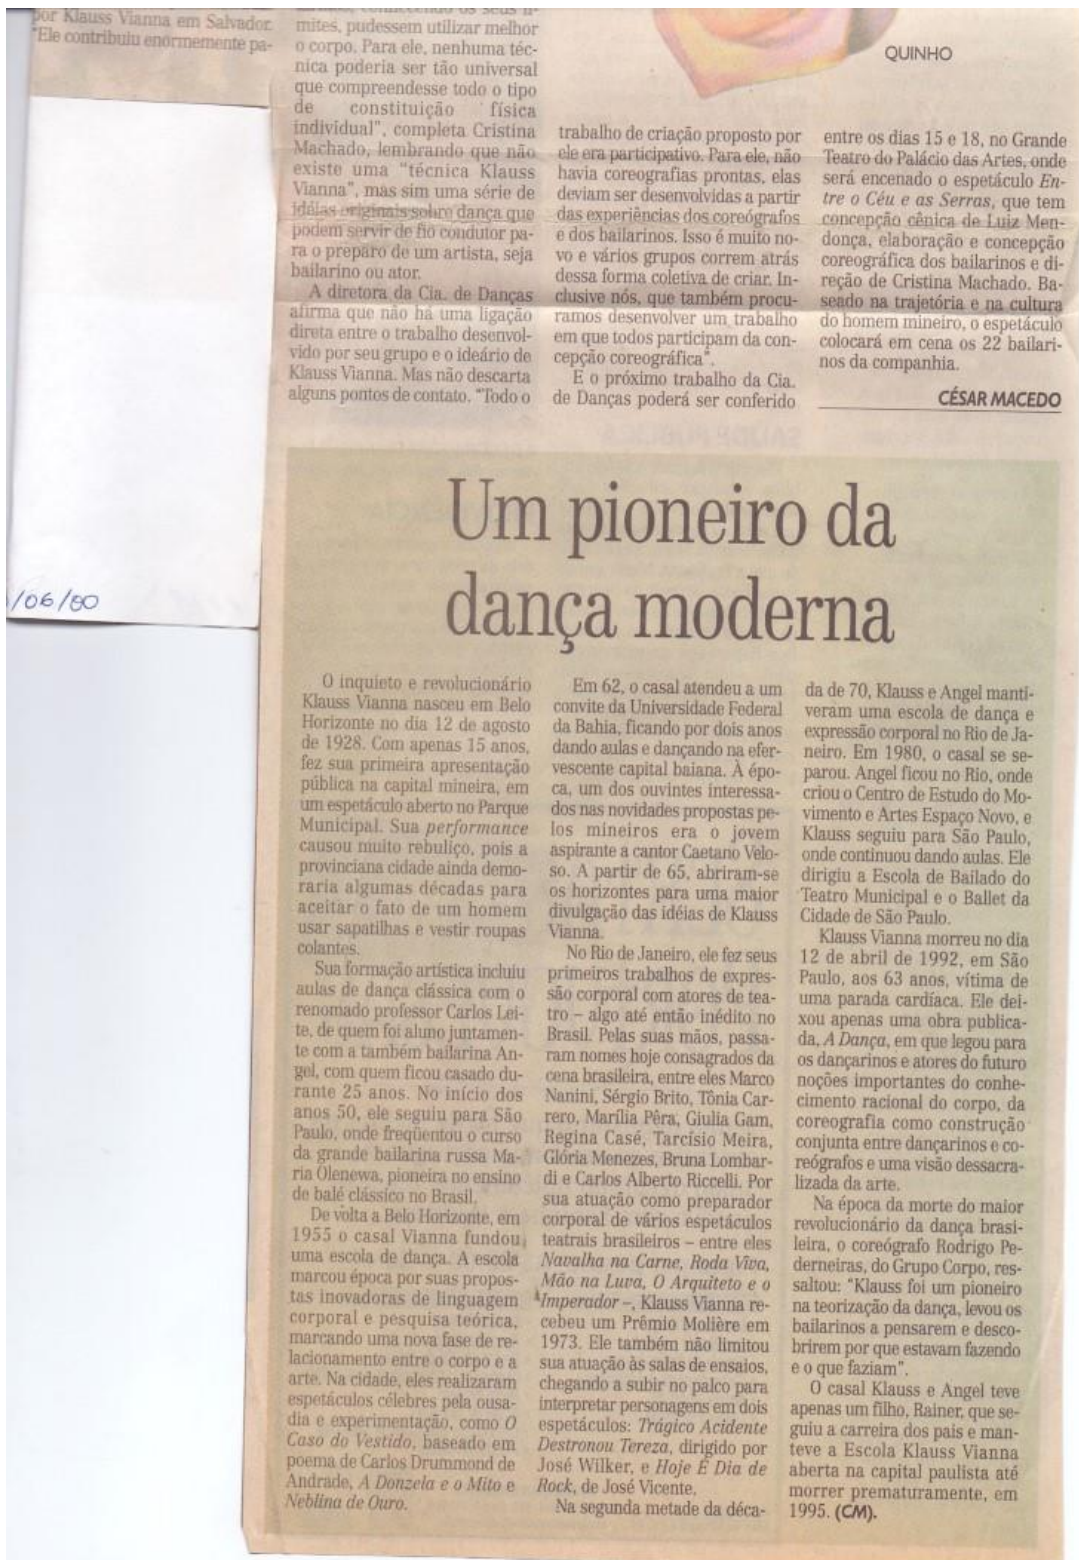 por Klauss Vianna em Salvador.
"Ele contribuiu enormemente pa-
mites, pudessem utilizar melhor
o corpo. Para ele, nenhuma téc-
nica poderia ser tão universal
que compreendesse todo o tipo
de constituição física
individual", completa Cristina
Machado, lembrando que não
existe uma "técnica Klauss
Vianna", mas sim uma série de
idéias originais sobre dança que
podem servir de fio condutor pa-
ra o preparo de um artista, seja
bailarino ou ator.
A diretora da Cia. de Danças
afirma que não há uma ligação
direta entre o trabalho desenvol-
vido por seu grupo e o ideário de
Klauss Vianna. Mas não descarta
alguns pontos de contato. "Todo o
trabalho de criação proposto por
ele era participativo. Para ele, não
havia coreografias prontas, elas
deviam ser desenvolvidas a partir
das experiências dos coreógrafos
e dos bailarinos. Isso é muito no-
vo e vários grupos correm atrás
dessa forma coletiva de criar. In-
clusive nós, que também procu-
ramos desenvolver um trabalho
em que todos participam da con-
cepção coreográfica".
E o próximo trabalho da Cia.
de Danças poderá ser conferido
QUINHO
entre os dias 15 e 18, no Grande
Teatro do Palácio das Artes, onde
será encenado o espetáculo En-
tre o Céu e as Serras, que tem
concepção cênica de Luiz Men-
donça, elaboração e concepção
coreográfica dos bailarinos e di-
reção de Cristina Machado. Ba-
seado na trajetória e na cultura
do homem mineiro, o espetáculo
colocará em cena os 22 bailari-
nos da companhia.
CÉSAR MACEDO
/06/00
Um pioneiro da
dança moderna
O inquieto e revolucionário
Klauss Vianna nasceu em Belo
Horizonte no dia 12 de agosto
de 1928. Com apenas 15 anos,
fez sua primeira apresentação
pública na capital mineira, em
um espetáculo aberto no Parque
Municipal. Sua performance
causou muito rebuliço, pois a
provinciana cidade ainda demo-
raria algumas décadas para
aceitar o fato de um homem
usar sapatilhas e vestir roupas
colantes.
Sua formação artística incluiu
aulas de dança clássica com o
renomado professor Carlos Lei-
te, de quem foi aluno juntamen-
te com a também bailarina An-
gel, com quem ficou casado du-
rante 25 anos. No início dos
anos 50, ele seguiu para São
Paulo, onde freqüentou o curso
da grande bailarina russa Ma-
ria Olenewa, pioneira no ensino
de balé clássico no Brasil.
De volta a Belo Horizonte, em
1955 o casal Vianna fundou
uma escola de dança. A escola
marcou época por suas propos-
tas inovadoras de linguagem
corporal e pesquisa teórica,
marcando uma nova fase de re-
lacionamento entre o corpo e a
arte. Na cidade, eles realizaram
espetáculos célebres pela ousa-
dia e experimentação, como O
Caso do Vestido, baseado em
poema de Carlos Drummond de
Andrade, A Donzela e o Mito e
Neblina de Ouro.
Em 62, o casal atendeu a um
convite da Universidade Federal
da Bahia, ficando por dois anos
dando aulas e dançando na efer-
vescente capital baiana. À épo-
ca, um dos ouvintes interessa-
dos nas novidades propostas pe-
los mineiros era o jovem
aspirante a cantor Caetano Velo-
so. A partir de 65, abriram-se
os horizontes para uma maior
divulgação das idéias de Klauss
Vianna.
No Rio de Janeiro, ele fez seus
primeiros trabalhos de expres-
são corporal com atores de tea-
tro – algo até então inédito no
Brasil. Pelas suas mãos, passa-
ram nomes hoje consagrados da
cena brasileira, entre eles Marco
Nanini, Sérgio Brito, Tônia Car-
rero, Marília Pêra, Giulia Gam,
Regina Casé, Tarcísio Meira,
Glória Menezes, Bruna Lombar-
di e Carlos Alberto Riccelli. Por
sua atuação como preparador
corporal de vários espetáculos
teatrais brasileiros – entre eles
Navalha na Carne, Roda Viva,
Mão na Luva, O Arquiteto e o
Imperador –, Klauss Vianna re-
cebeu um Prêmio Molière em
1973. Ele também não limitou
sua atuação às salas de ensaios,
chegando a subir no palco para
interpretar personagens em dois
espetáculos: Trágico Acidente
Destronou Tereza, dirigido por
José Wilker, e Hoje É Dia de
Rock, de José Vicente.
Na segunda metade da déca-
da de 70, Klauss e Angel manti-
veram uma escola de dança e
expressão corporal no Rio de Ja-
neiro. Em 1980, o casal se se-
parou. Angel ficou no Rio, onde
criou o Centro de Estudo do Mo-
vimento e Artes Espaço Novo, e
Klauss seguiu para São Paulo,
onde continuou dando aulas. Ele
dirigiu a Escola de Bailado do
Teatro Municipal e o Ballet da
Cidade de São Paulo.
Klauss Vianna morreu no dia
12 de abril de 1992, em São
Paulo, aos 63 anos, vítima de
uma parada cardíaca. Ele dei-
xou apenas uma obra publica-
da, A Dança, em que legou para
os dançarinos e atores do futuro
noções importantes do conhe-
cimento racional do corpo, da
coreografia como construção
conjunta entre dançarinos e co-
reógrafos e uma visão dessacra-
lizada da arte.
Na época da morte do maior
revolucionário da dança brasi-
leira, o coreógrafo Rodrigo Pe-
derneiras, do Grupo Corpo, res-
saltou: "Klauss foi um pioneiro
na teorização da dança, levou os
bailarinos a pensarem e desco-
brirem por que estavam fazendo
e o que faziam".
O casal Klauss e Angel teve
apenas um filho, Rainer, que se-
guiu a carreira dos pais e man-
teve a Escola Klauss Vianna
aberta na capital paulista até
morrer prematuramente, em
1995. (CM).